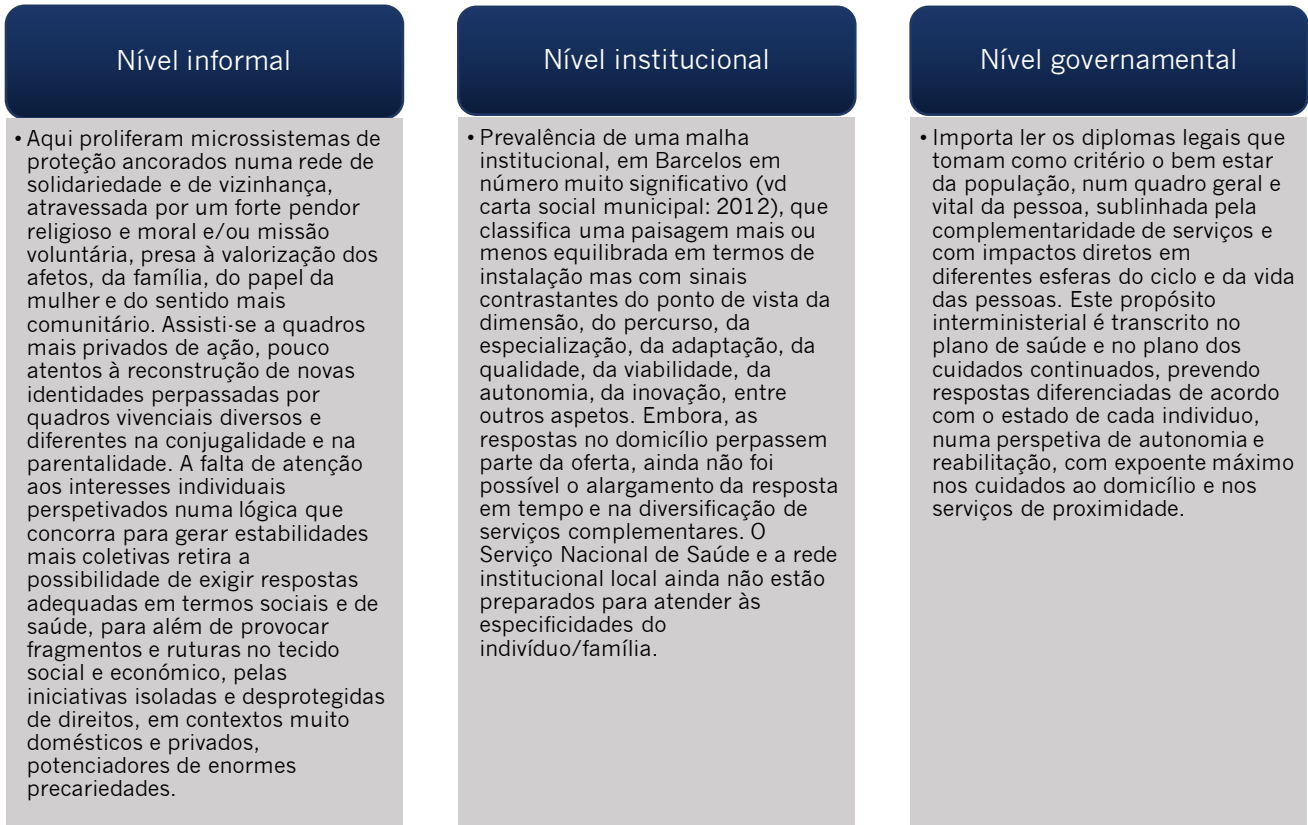 Nível informal
• Aqui proliferam microssistemas de
proteção ancorados numa rede de
solidariedade e de vizinhança,
atravessada por um forte pendor
religioso e moral e/ou missão
voluntária, presa à valorização dos
afetos, da família, do papel da
mulher e do sentido mais
comunitário. Assisti-se a quadros
mais privados de ação, pouco
atentos à reconstrução de novas
identidades perpassadas por
quadros vivenciais diversos e
diferentes na conjugalidade e na
parentalidade. A falta de atenção
aos interesses individuais
perspetivados numa lógica que
concorra para gerar estabilidades
mais coletivas retira a
possibilidade de exigir respostas
adequadas em termos sociais e de
saúde, para além de provocar
fragmentos e ruturas no tecido
social e económico, pelas
iniciativas isoladas e desprotegidas
de direitos, em contextos muito
domésticos e privados,
potenciadores de enormes
precariedades.
Nível institucional
• Prevalência de uma malha
institucional, em Barcelos em
número muito significativo (vd
carta social municipal: 2012), que
classifica uma paisagem mais ou
menos equilibrada em termos de
instalação mas com sinais
contrastantes do ponto de vista da
dimensão, do percurso, da
especialização, da adaptação, da
qualidade, da viabilidade, da
autonomia, da inovação, entre
outros aspetos. Embora, as
respostas no domicílio perpassem
parte da oferta, ainda não foi
possível o alargamento da resposta
em tempo e na diversificação de
serviços complementares. O
Serviço Nacional de Saúde e a rede
institucional local ainda não estão
preparados para atender às
especificidades do
indivíduo/família.
Nível governamental
• Importa ler os diplomas legais que
tomam como critério o bem estar
da população, num quadro geral e
vital da pessoa, sublinhada pela
complementaridade de serviços e
com impactos diretos em
diferentes esferas do ciclo e da vida
das pessoas. Este propósito
interministerial é transcrito no
plano de saúde e no plano dos
cuidados continuados, prevendo
respostas diferenciadas de acordo
com o estado de cada individuo,
numa perspetiva de autonomia e
reabilitação, com expoente máximo
nos cuidados ao domicílio e nos
serviços de proximidade.